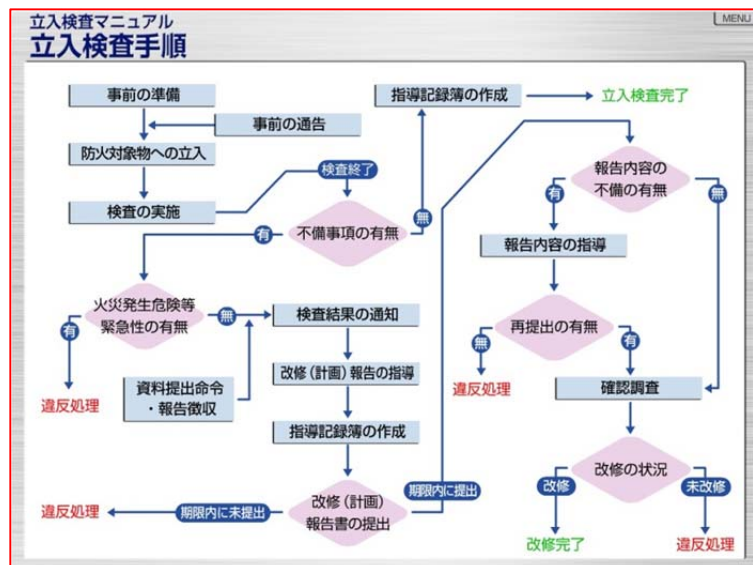 立入検査マニュアル
立入検査手順
MENU
事前の準備
事前の通告
防火対象物への立入
検査の実施
検査終了
不備事項の有無
無
指導記録簿の作成
立入検査完了
有
火災発生危険等
緊急性の有無
有
違反処理
無
資料提出命令
・報告徴収
検査結果の通知
改修(計画)報告の指導
指導記録簿の作成
改修(計画)
報告書の提出
期限内に未提出
違反処理
期限内に提出
報告内容の
不備の有無
有
無
報告内容の指導
再提出の有無
無
違反処理
有
確認調査
改修の状況
改修
改修完了
未改修
違反処理